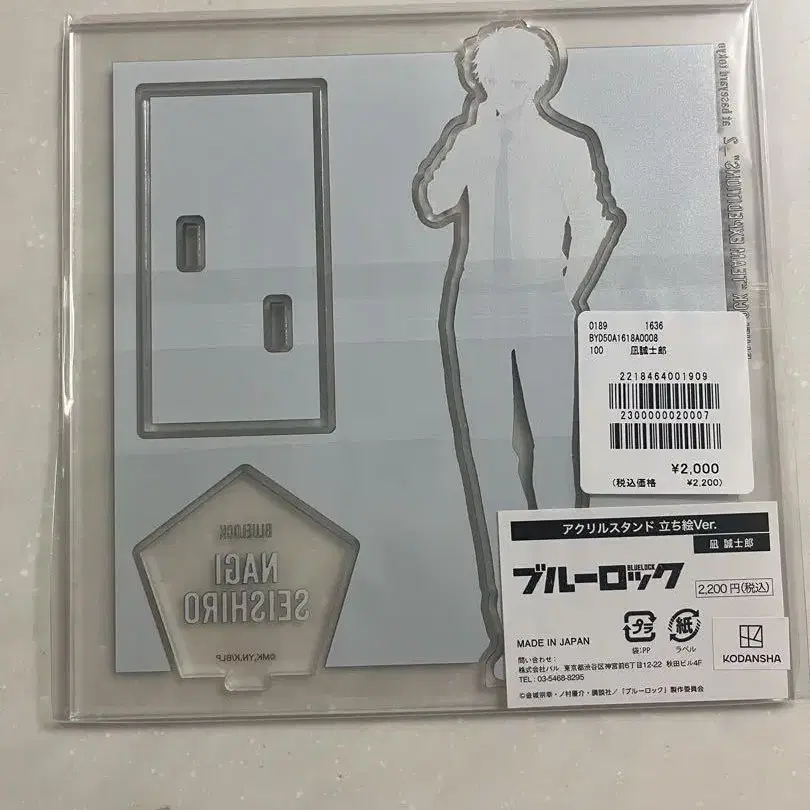 at baseyard tokyo
BLUELOCK
NAGI
SEISHIRO
©MK,YN,K/BLP
0189 1636
BYD50A1618A0008
100 凪誠士郎
2218464001909
2300000020007
¥2,000
(税込価格 ¥2,200)
アクリルスタンド 立ち絵Ver.
凪 誠士郎
ブルーロック
BLUELOCK
2,200円(税込)
MADE IN JAPAN
プラ
袋:PP
紙
ラベル
KODANSHA
問い合わせ:
株式会社パル 東京都渋谷区神宮前6丁目12-22 秋田ビル4F
TEL:03-5468-8295
©金城宗幸・ノ村優介・講談社/「ブルーロック」製作委員会